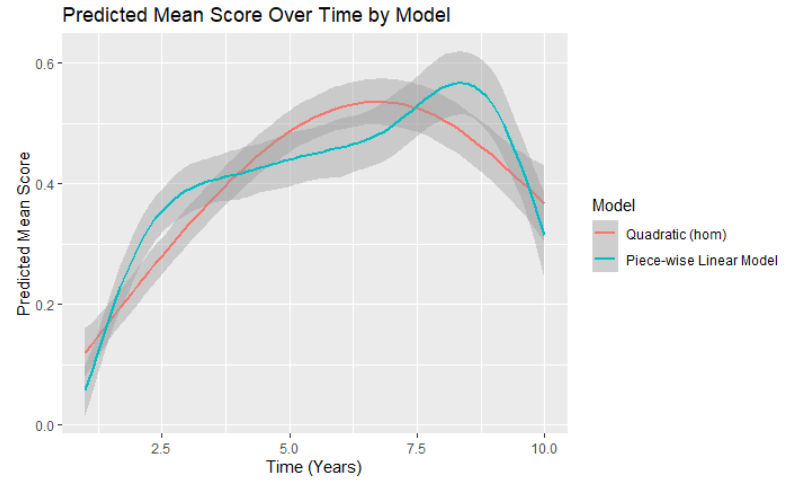 Predicted Mean Score Over Time by Model
Predicted Mean Score
0.6
0.4
0.2
0.0
2.5 5.0 7.5 10.0
Time (Years)
Model
Quadratic (hom)
Piece-wise Linear Model